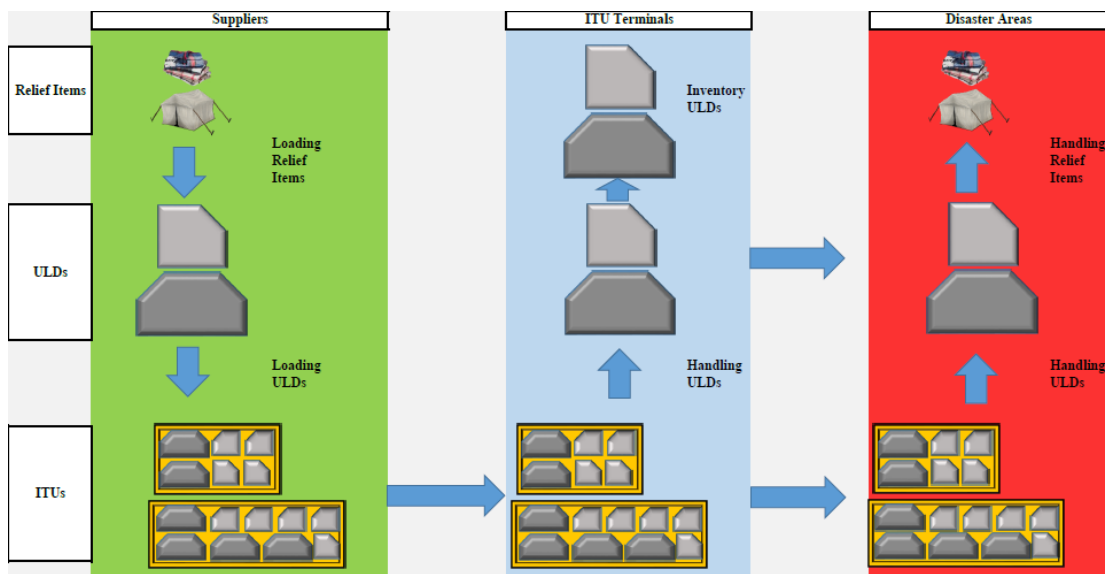 Suppliers
ITU Terminals
Disaster Areas
Relief Items
Inventory
ULDs
Loading
Relief
Items
Handling
Relief
Items
ULDs
Loading
ULDs
Handling
ULDs
Handling
ULDs
ITUs